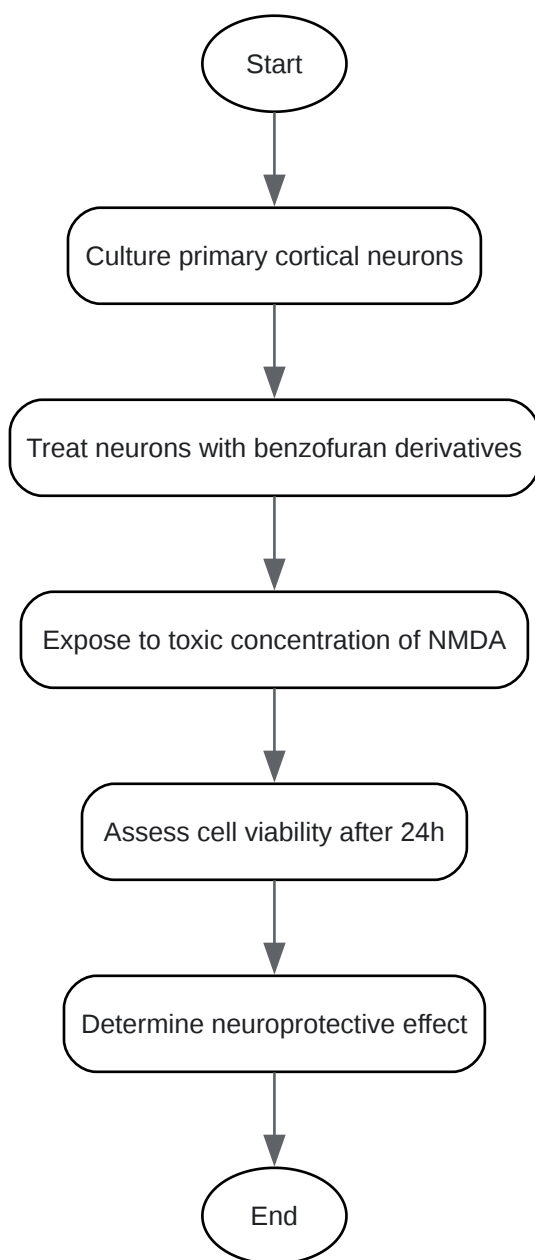 Start
Culture primary cortical neurons
Treat neurons with benzofuran derivatives
Expose to toxic concentration of NMDA
Assess cell viability after 24h
Determine neuroprotective effect
End